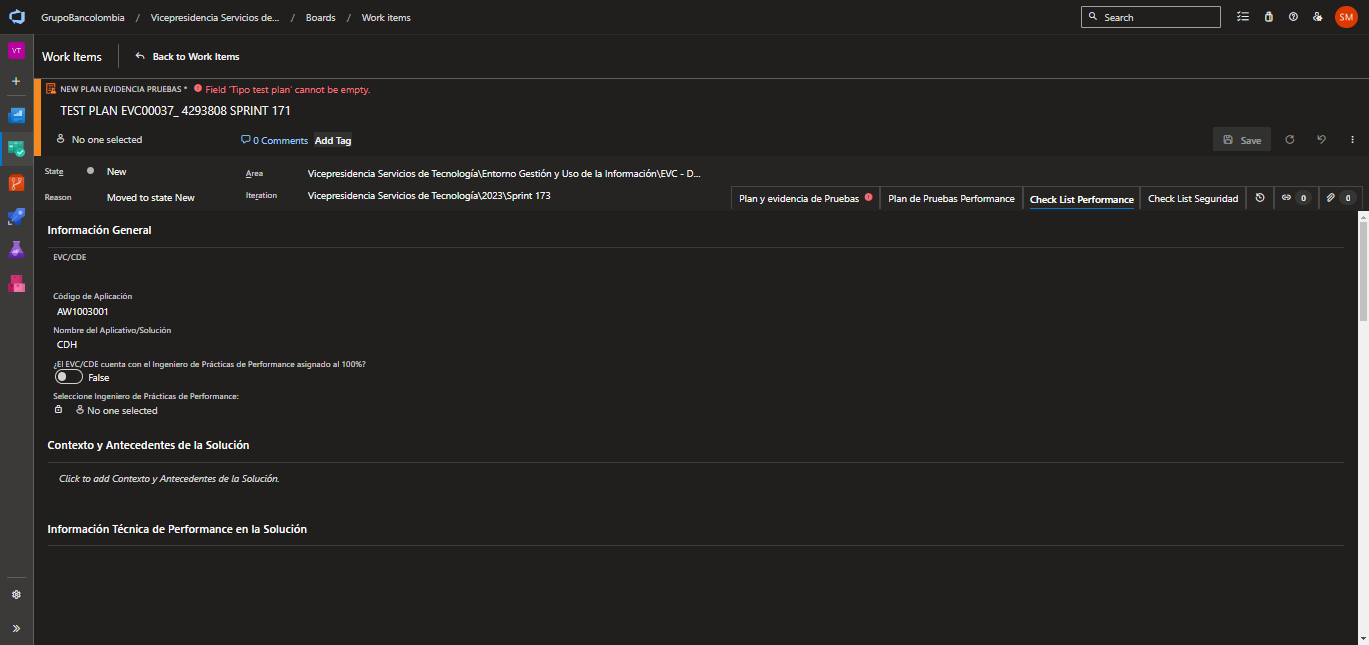 GrupoBancolombia / Vicepresidencia Servicios de... / Boards / Work items
Search
SM
VT
Work Items
Back to Work Items
NEW PLAN EVIDENCIA PRUEBAS * Field 'Tipo test plan' cannot be empty.
TEST PLAN EVC00037_ 4293808 SPRINT 171
No one selected
0 Comments
Add Tag
Save
State
New
Area
Vicepresidencia Servicios de Tecnología\Entorno Gestión y Uso de la Información\EVC - D...
Reason
Moved to state New
Iteration
Vicepresidencia Servicios de Tecnología\2023\Sprint 173
Plan y evidencia de Pruebas
Plan de Pruebas Performance
Check List Performance
Check List Seguridad
0
0
Información General
EVC/CDE
Código de Aplicación
AW1003001
Nombre del Aplicativo/Solución
CDH
¿El EVC/CDE cuenta con el Ingeniero de Prácticas de Performance asignado al 100%?
False
Seleccione Ingeniero de Prácticas de Performance:
No one selected
Contexto y Antecedentes de la Solución
Click to add Contexto y Antecedentes de la Solución.
Información Técnica de Performance en la Solución